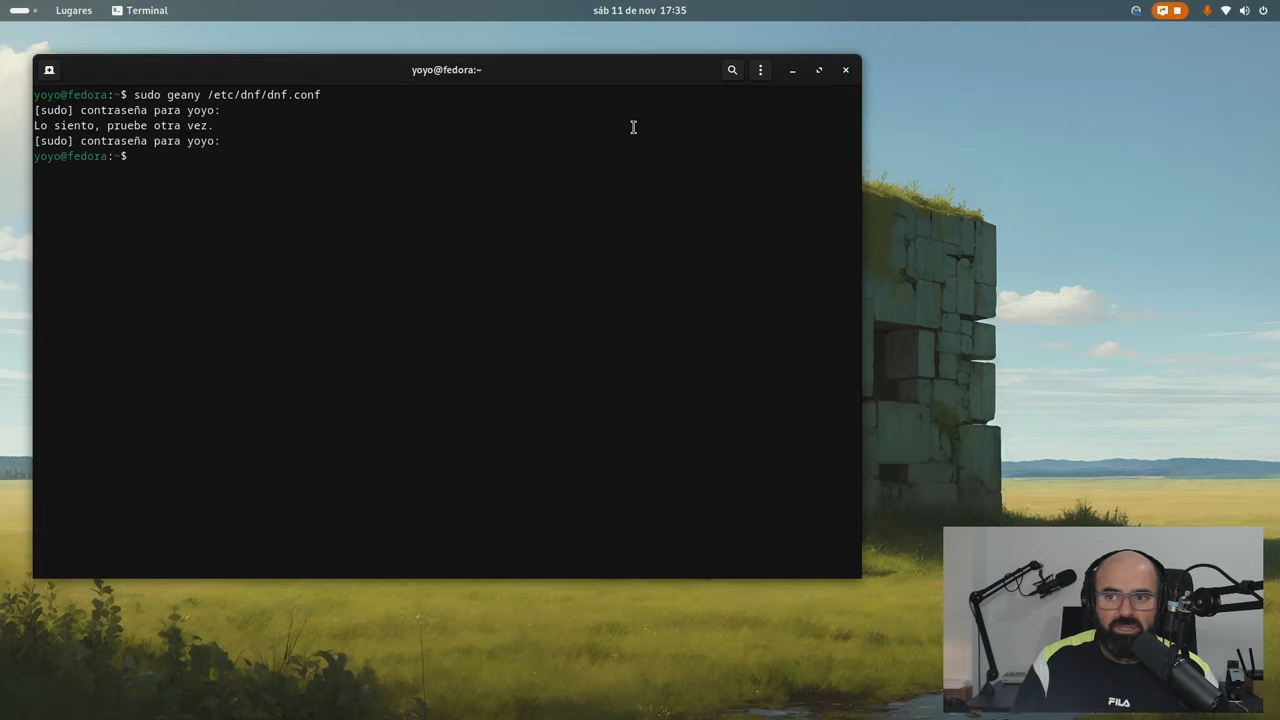 Lugares
Terminal
sáb 11 de nov 17:35
yoyo@fedora:~
yoyo@fedora:~$ sudo geany /etc/dnf/dnf.conf
[sudo] contraseña para yoyo:
Lo siento, pruebe otra vez.
[sudo] contraseña para yoyo:
yoyo@fedora:~$
FILA